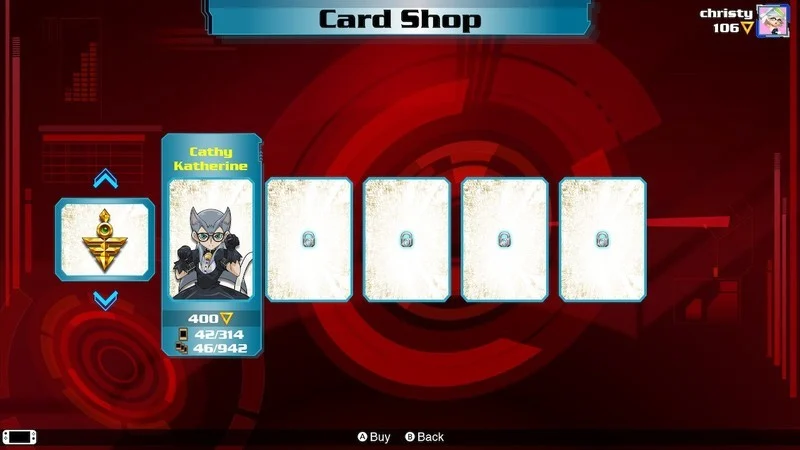 Card Shop
christy
106
Cathy
Katherine
400
42/314
46/942
A Buy B Back